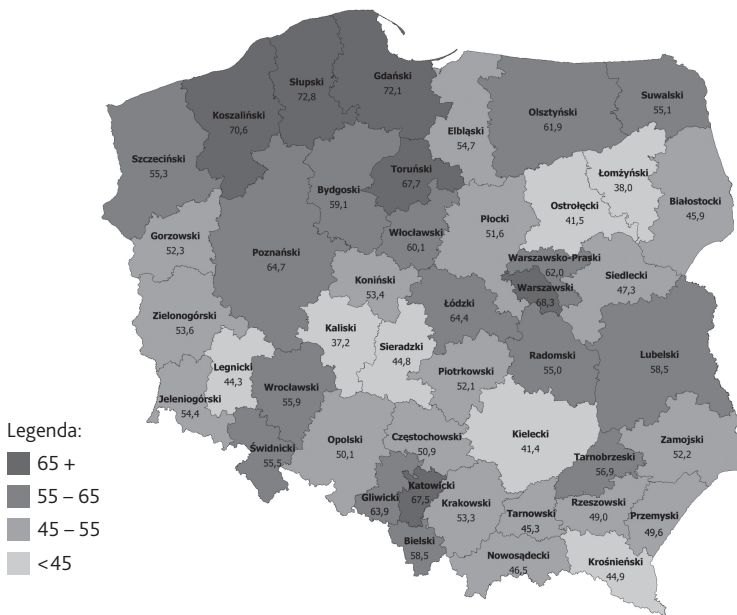 Słupski
72,8
Gdański
72,1
Koszaliński
70,6
Suwalski
55,1
Olsztyński
61,9
Elbląski
54,7
Szczeciński
55,3
Toruński
67,7
Łomżyński
38,0
Bydgoski
59,1
Ostrołęcki
41,5
Białostocki
45,9
Płocki
51,6
Gorzowski
52,3
Włocławski
60,1
Poznański
64,7
Warszawsko-Praski
62,0
Siedlecki
47,3
Koniński
53,4
Warszawski
68,3
Łódzki
64,4
Zielonogórski
53,6
Kaliski
37,2
Sieradzki
44,8
Radomski
55,0
Lubelski
58,5
Legnicki
44,3
Piotrkowski
52,1
Wrocławski
55,9
Jeleniogórski
54,4
Opolski
50,1
Częstochowski
50,9
Kielecki
41,4
Zamojski
52,2
Świdnicki
55,5
Tarnobrzeski
56,9
Katowicki
67,5
Gliwicki
63,9
Krakowski
53,3
Tarnowski
45,3
Rzeszowski
49,0
Przemyski
49,6
Bielski
58,5
Nowosądecki
46,5
Krośnieński
44,9
Legenda:
65 +
55 – 65
45 – 55
<45